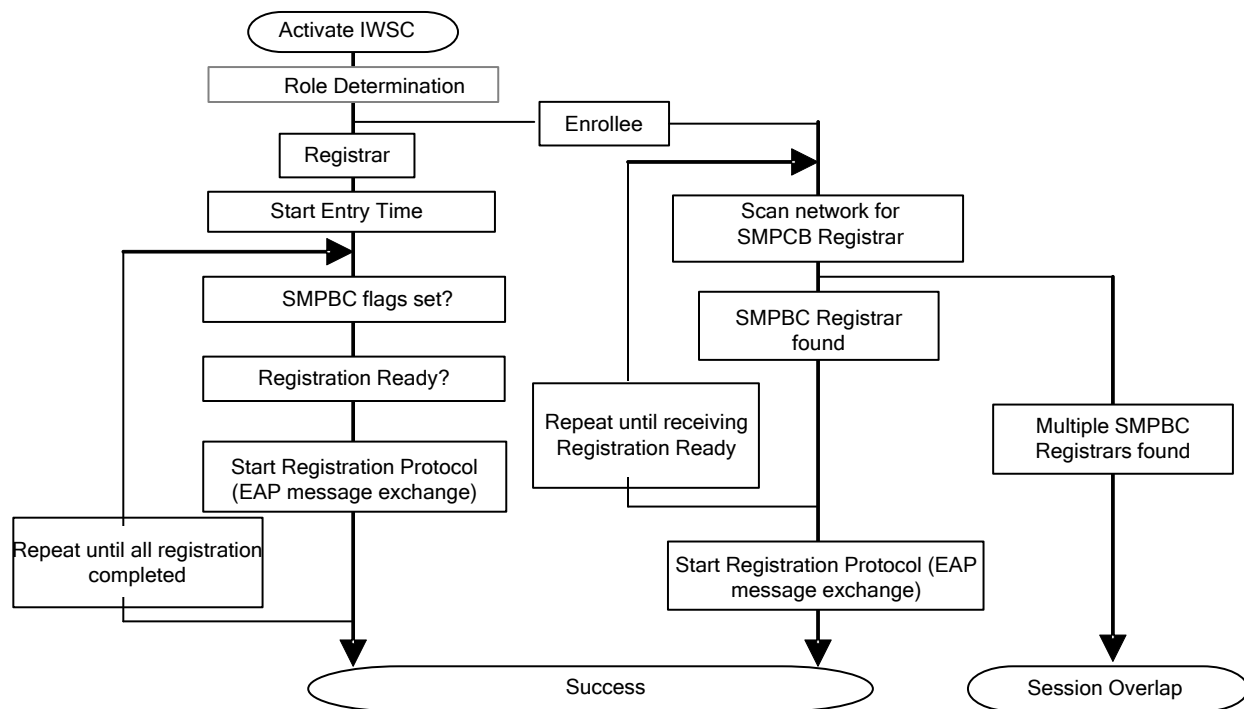 Activate IWSC
Role Determination
Enrollee
Registrar
Start Entry Time
Scan network for
SMPCB Registrar
SMPBC flags set?
SMPBC Registrar
found
Registration Ready?
Repeat until receiving
Registration Ready
Multiple SMPBC
Registrars found
Start Registration Protocol
(EAP message exchange)
Repeat until all registration
completed
Start Registration Protocol (EAP
message exchange)
Success
Session Overlap